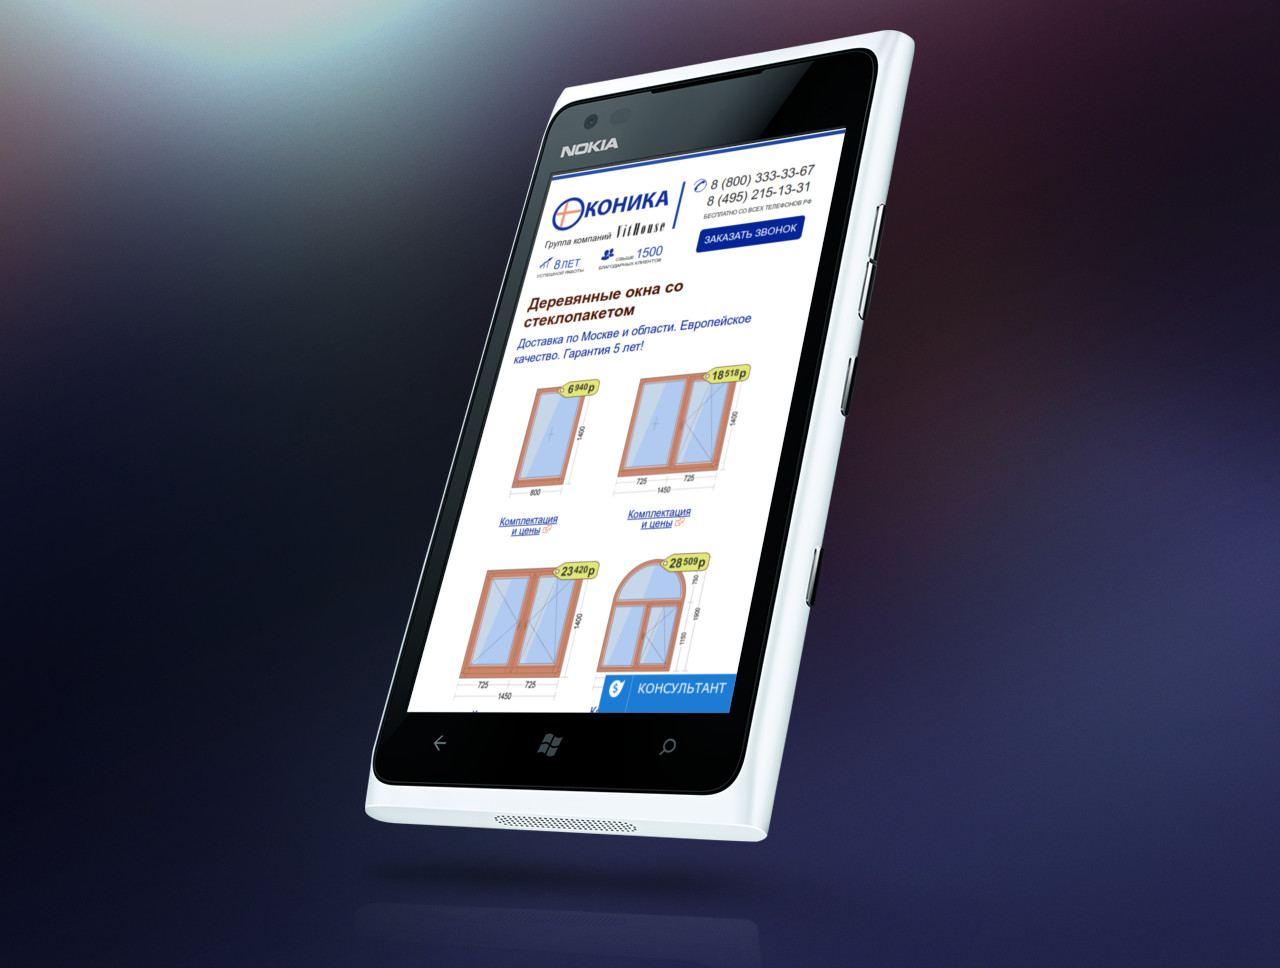 NOKIA
ОКОНИКА
Группа компаний VitHouse
8 ЛЕТ
УСПЕШНОЙ РАБОТЫ
СВЫШЕ 1500
БЛАГОДАРНЫХ КЛИЕНТОВ
8 (800) 333-33-67
8 (495) 215-13-31
БЕСПЛАТНО СО ВСЕХ ТЕЛЕФОНОВ РФ
ЗАКАЗАТЬ ЗВОНОК
Деревянные окна со
стеклопакетом
Доставка по Москве и области. Европейское
качество. Гарантия 5 лет!
6 940 р
1400
800
Комплектация
и цены
18 518 р
1400
725 725
1450
Комплектация
и цены
23 420 р
1400
725 725
1450
28 509 р
750
1900
1150
$ КОНСУЛЬТАНТ